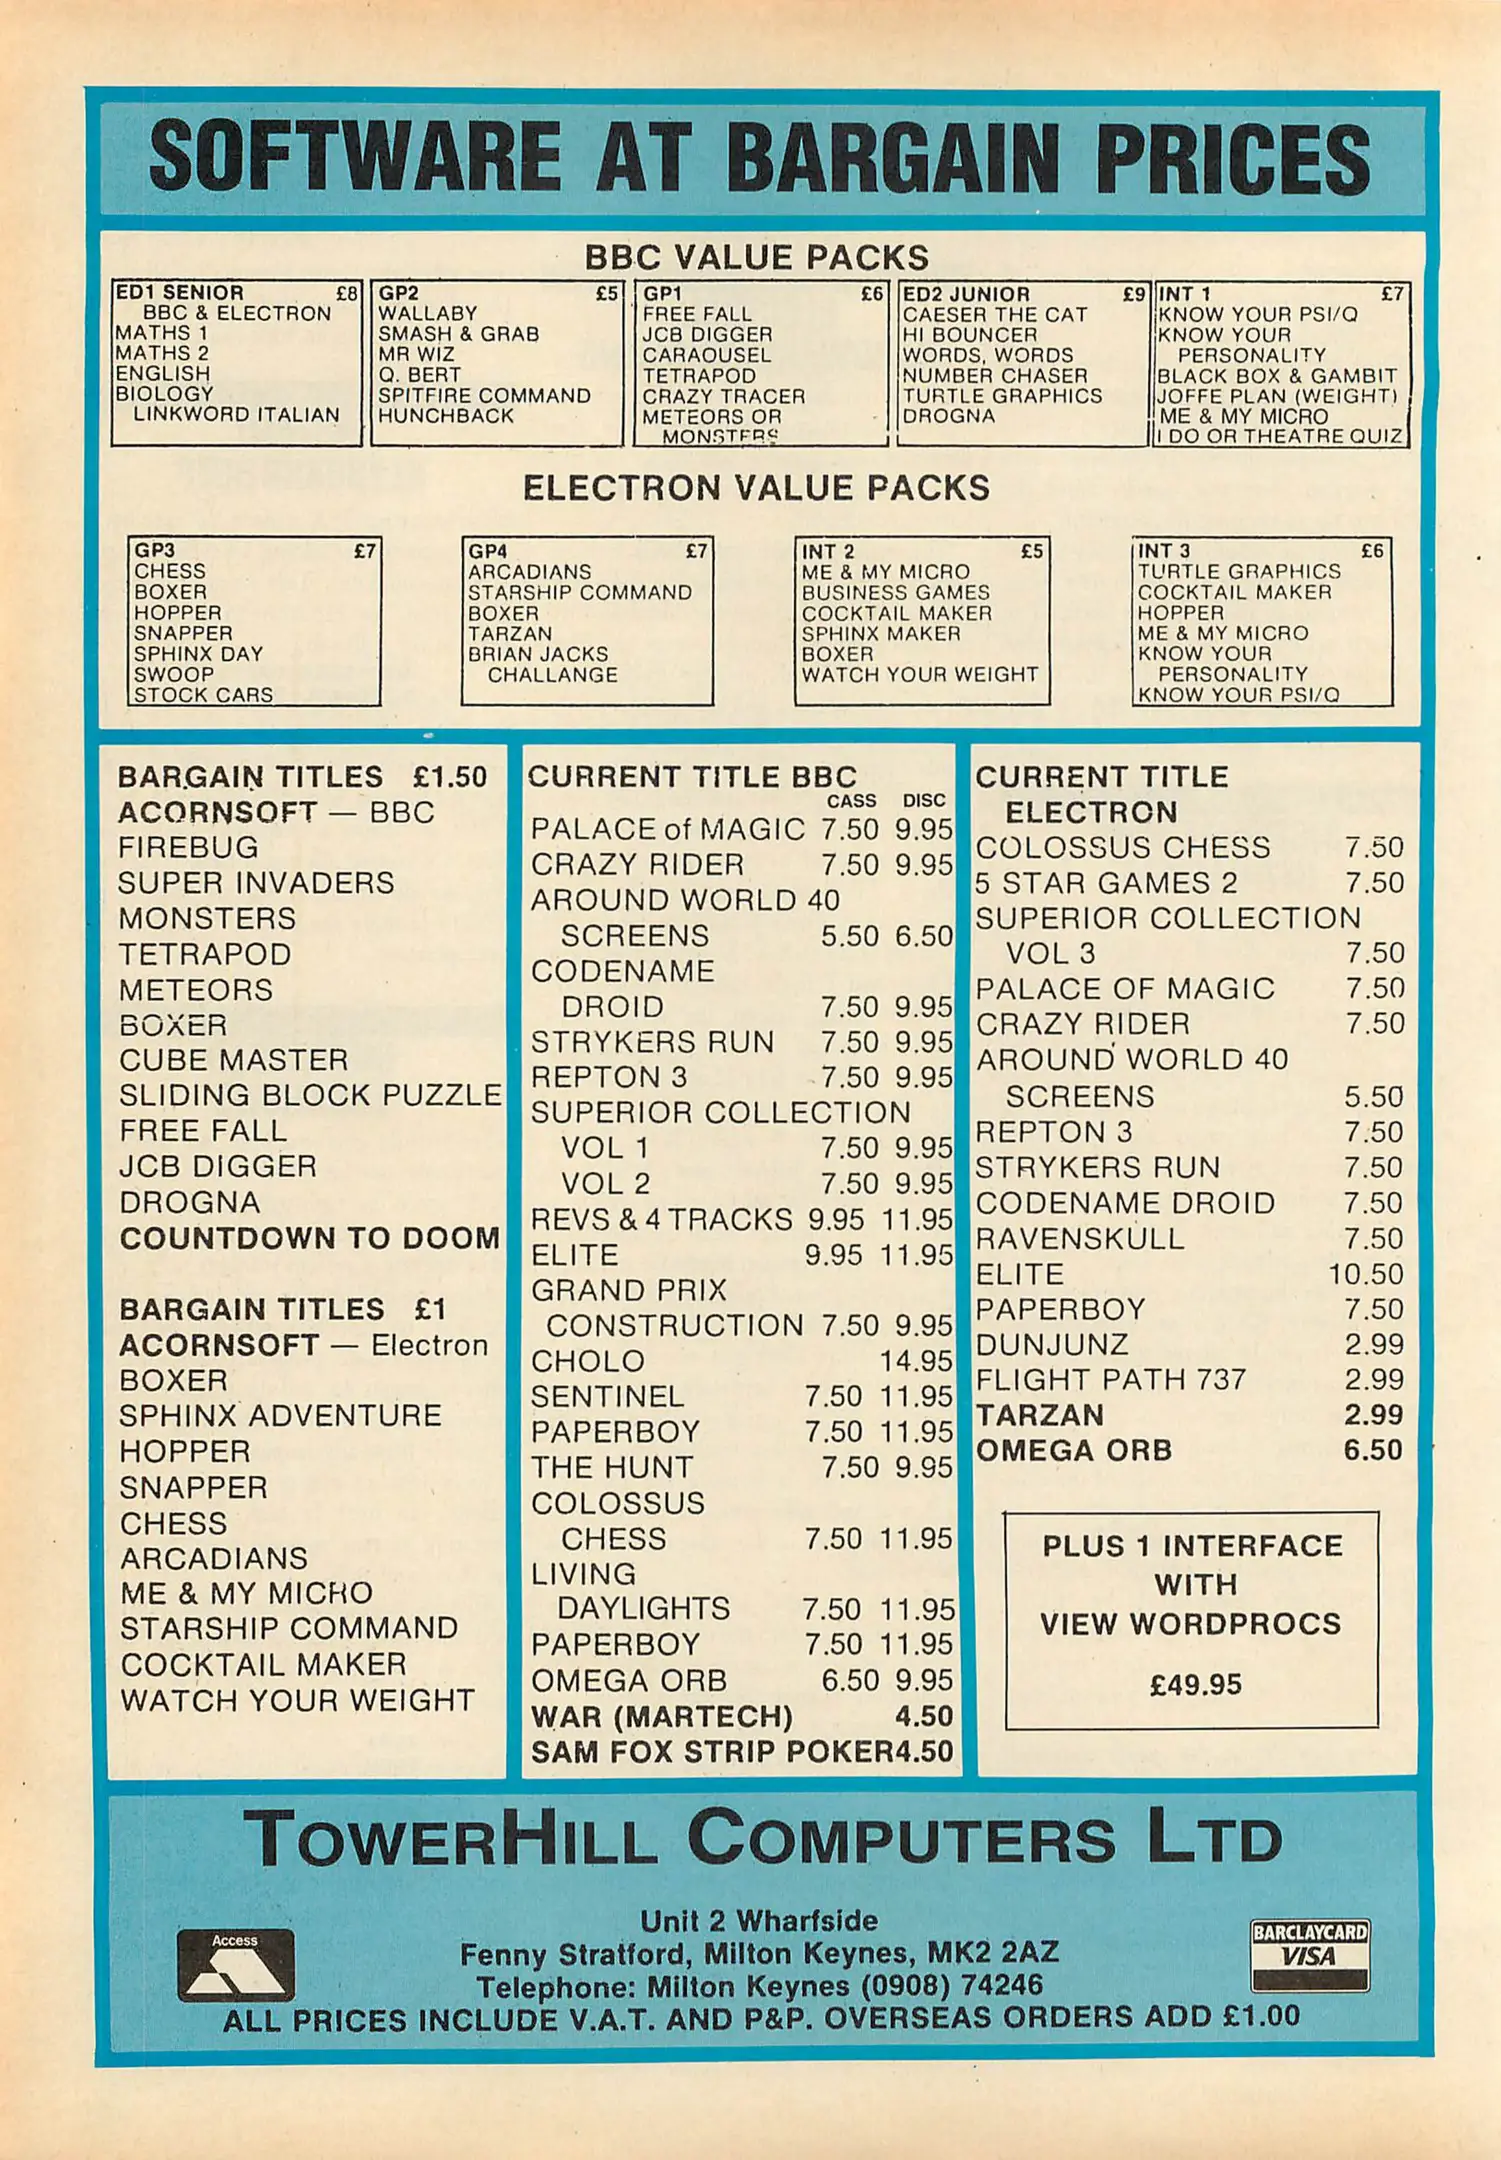 SOFTWARE AT BARGAIN PRICES
BBC VALUE PACKS
ED1 SENIOR £8
BBC & ELECTRON
MATHS 1
MATHS 2
ENGLISH
BIOLOGY
LINKWORD ITALIAN
GP2 £5
WALLABY
SMASH & GRAB
MR WIZ
Q. BERT
SPITFIRE COMMAND
HUNCHBACK
GP1 £6
FREE FALL
JCB DIGGER
CARAOUSEL
TETRAPOD
CRAZY TRACER
METEORS OR
MONSTERS
ED2 JUNIOR £9
CAESER THE CAT
HI BOUNCER
WORDS, WORDS
NUMBER CHASER
TURTLE GRAPHICS
DROGNA
INT 1 £7
KNOW YOUR PSI/Q
KNOW YOUR
PERSONALITY
BLACK BOX & GAMBIT
JOFFE PLAN (WEIGHT)
ME & MY MICRO
I DO OR THEATRE QUIZ
ELECTRON VALUE PACKS
GP3 £7
CHESS
BOXER
HOPPER
SNAPPER
SPHINX DAY
SWOOP
STOCK CARS
GP4 £7
ARCADIANS
STARSHIP COMMAND
BOXER
TARZAN
BRIAN JACKS
CHALLANGE
INT 2 £5
ME & MY MICRO
BUSINESS GAMES
COCKTAIL MAKER
SPHINX MAKER
BOXER
WATCH YOUR WEIGHT
INT 3 £6
TURTLE GRAPHICS
COCKTAIL MAKER
HOPPER
ME & MY MICRO
KNOW YOUR
PERSONALITY
KNOW YOUR PSI/Q
BARGAIN TITLES £1.50
ACORNSOFT — BBC
FIREBUG
SUPER INVADERS
MONSTERS
TETRAPOD
METEORS
BOXER
CUBE MASTER
SLIDING BLOCK PUZZLE
FREE FALL
JCB DIGGER
DROGNA
COUNTDOWN TO DOOM
BARGAIN TITLES £1
ACORNSOFT — Electron
BOXER
SPHINX ADVENTURE
HOPPER
SNAPPER
CHESS
ARCADIANS
ME & MY MICRO
STARSHIP COMMAND
COCKTAIL MAKER
WATCH YOUR WEIGHT
CURRENT TITLE BBC
CASS DISC
PALACE of MAGIC 7.50 9.95
CRAZY RIDER 7.50 9.95
AROUND WORLD 40
SCREENS 5.50 6.50
CODENAME
DROID 7.50 9.95
STRYKERS RUN 7.50 9.95
REPTON 3 7.50 9.95
SUPERIOR COLLECTION
VOL 1 7.50 9.95
VOL 2 7.50 9.95
REVS & 4 TRACKS 9.95 11.95
ELITE 9.95 11.95
GRAND PRIX
CONSTRUCTION 7.50 9.95
CHOLO 14.95
SENTINEL 7.50 11.95
PAPERBOY 7.50 11.95
THE HUNT 7.50 9.95
COLOSSUS
CHESS 7.50 11.95
LIVING
DAYLIGHTS 7.50 11.95
PAPERBOY 7.50 11.95
OMEGA ORB 6.50 9.95
WAR (MARTECH) 4.50
SAM FOX STRIP POKER 4.50
CURRENT TITLE
ELECTRON
COLOSSUS CHESS 7.50
5 STAR GAMES 2 7.50
SUPERIOR COLLECTION
VOL 3 7.50
PALACE OF MAGIC 7.50
CRAZY RIDER 7.50
AROUND WORLD 40
SCREENS 5.50
REPTON 3 7.50
STRYKERS RUN 7.50
CODENAME DROID 7.50
RAVENSKULL 7.50
ELITE 10.50
PAPERBOY 7.50
DUNJUNZ 2.99
FLIGHT PATH 737 2.99
TARZAN 2.99
OMEGA ORB 6.50
PLUS 1 INTERFACE
WITH
VIEW WORDPROCS
£49.95
TOWERHILL COMPUTERS LTD
Unit 2 Wharfside
Fenny Stratford, Milton Keynes, MK2 2AZ
Telephone: Milton Keynes (0908) 74246
ALL PRICES INCLUDE V.A.T. AND P&P. OVERSEAS ORDERS ADD £1.00
Access
BARCLAYCARD
VISA